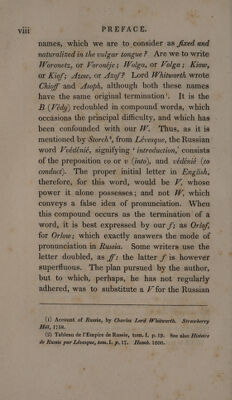 viii
PREFACE.
names, which we are to consider as fixed and
naturalized in the vulgar tongue? Are we to write
Woronetz, or Voroneje; Wolga, or Volga; Kiow,
or Kiof; Azow, or Azof? Lord Whitworth wrote
Chioff and Asoph, although both these names
have the same original termination¹. It is the
B (Védy) redoubled in compound words, which
occasions the principal difficulty, and which has
been confounded with our W. Thus, as it is
mentioned by Storch², from Lévesque, the Russian
word Vvédénié, signifying ‘introduction,’ consists
of the preposition vo or v (into), and védénié (to
conduct). The proper initial letter in English,
therefore, for this word, would be V, whose
power it alone possesses; and not W, which
conveys a false idea of pronunciation. When
this compound occurs as the termination of a
word, it is best expressed by our f; as Orlof,
for Orlow; which exactly answers the mode of
pronunciation in Russia. Some writers use the
letter doubled, as ff: the latter f is however
superfluous. The plan pursued by the author,
but to which, perhaps, he has not regularly
adhered, was to substitute a V for the Russian
(1) Account of Russia, by Charles Lord Whitworth. Strawberry
Hill, 1758.
(2) Tableau de l'Empire de Russie, tom. I. p. 19. See also Histoire
de Russie par Lévesque, tom. I. p. 17. Hamb. 1800.